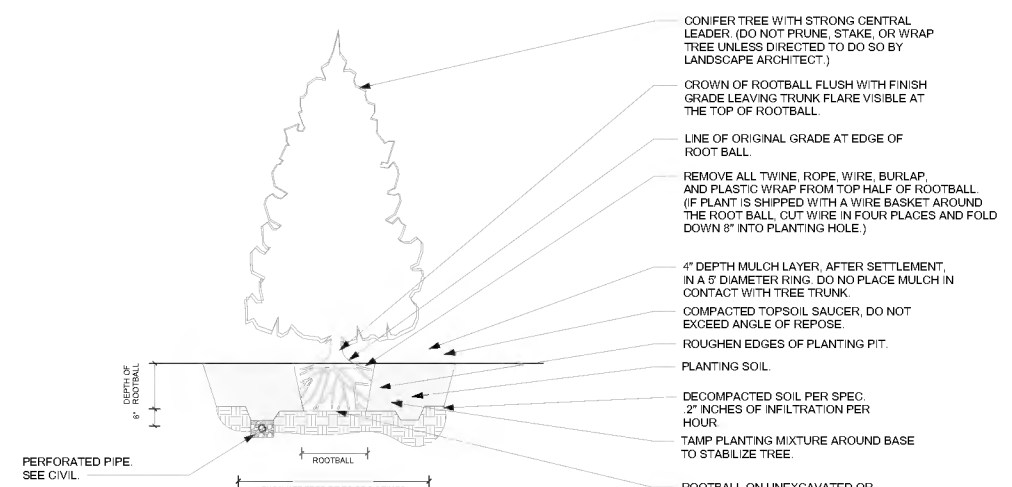 CONIFER TREE WITH STRONG CENTRAL
LEADER. (DO NOT PRUNE, STAKE, OR WRAP
TREE UNLESS DIRECTED TO DO SO BY
LANDSCAPE ARCHITECT.)
CROWN OF ROOTBALL FLUSH WITH FINISH
GRADE LEAVING TRUNK FLARE VISIBLE AT
THE TOP OF ROOTBALL.
LINE OF ORIGINAL GRADE AT EDGE OF
ROOT BALL.
REMOVE ALL TWINE, ROPE, WIRE, BURLAP,
AND PLASTIC WRAP FROM TOP HALF OF ROOTBALL.
(IF PLANT IS SHIPPED WITH A WIRE BASKET AROUND
THE ROOT BALL, CUT WIRE IN FOUR PLACES AND FOLD
DOWN 8" INTO PLANTING HOLE.)
4" DEPTH MULCH LAYER, AFTER SETTLEMENT,
IN A 5' DIAMETER RING. DO NO PLACE MULCH IN
CONTACT WITH TREE TRUNK.
COMPACTED TOPSOIL SAUCER, DO NOT
EXCEED ANGLE OF REPOSE.
ROUGHEN EDGES OF PLANTING PIT.
PLANTING SOIL.
DECOMPACTED SOIL PER SPEC.
.2" INCHES OF INFILTRATION PER
HOUR.
TAMP PLANTING MIXTURE AROUND BASE
TO STABILIZE TREE.
ROOTBALL ON UNEXCAVATED OR
DEPTH OF
ROOTBALL
6"
ROOTBALL
PERFORATED PIPE.
SEE CIVIL.